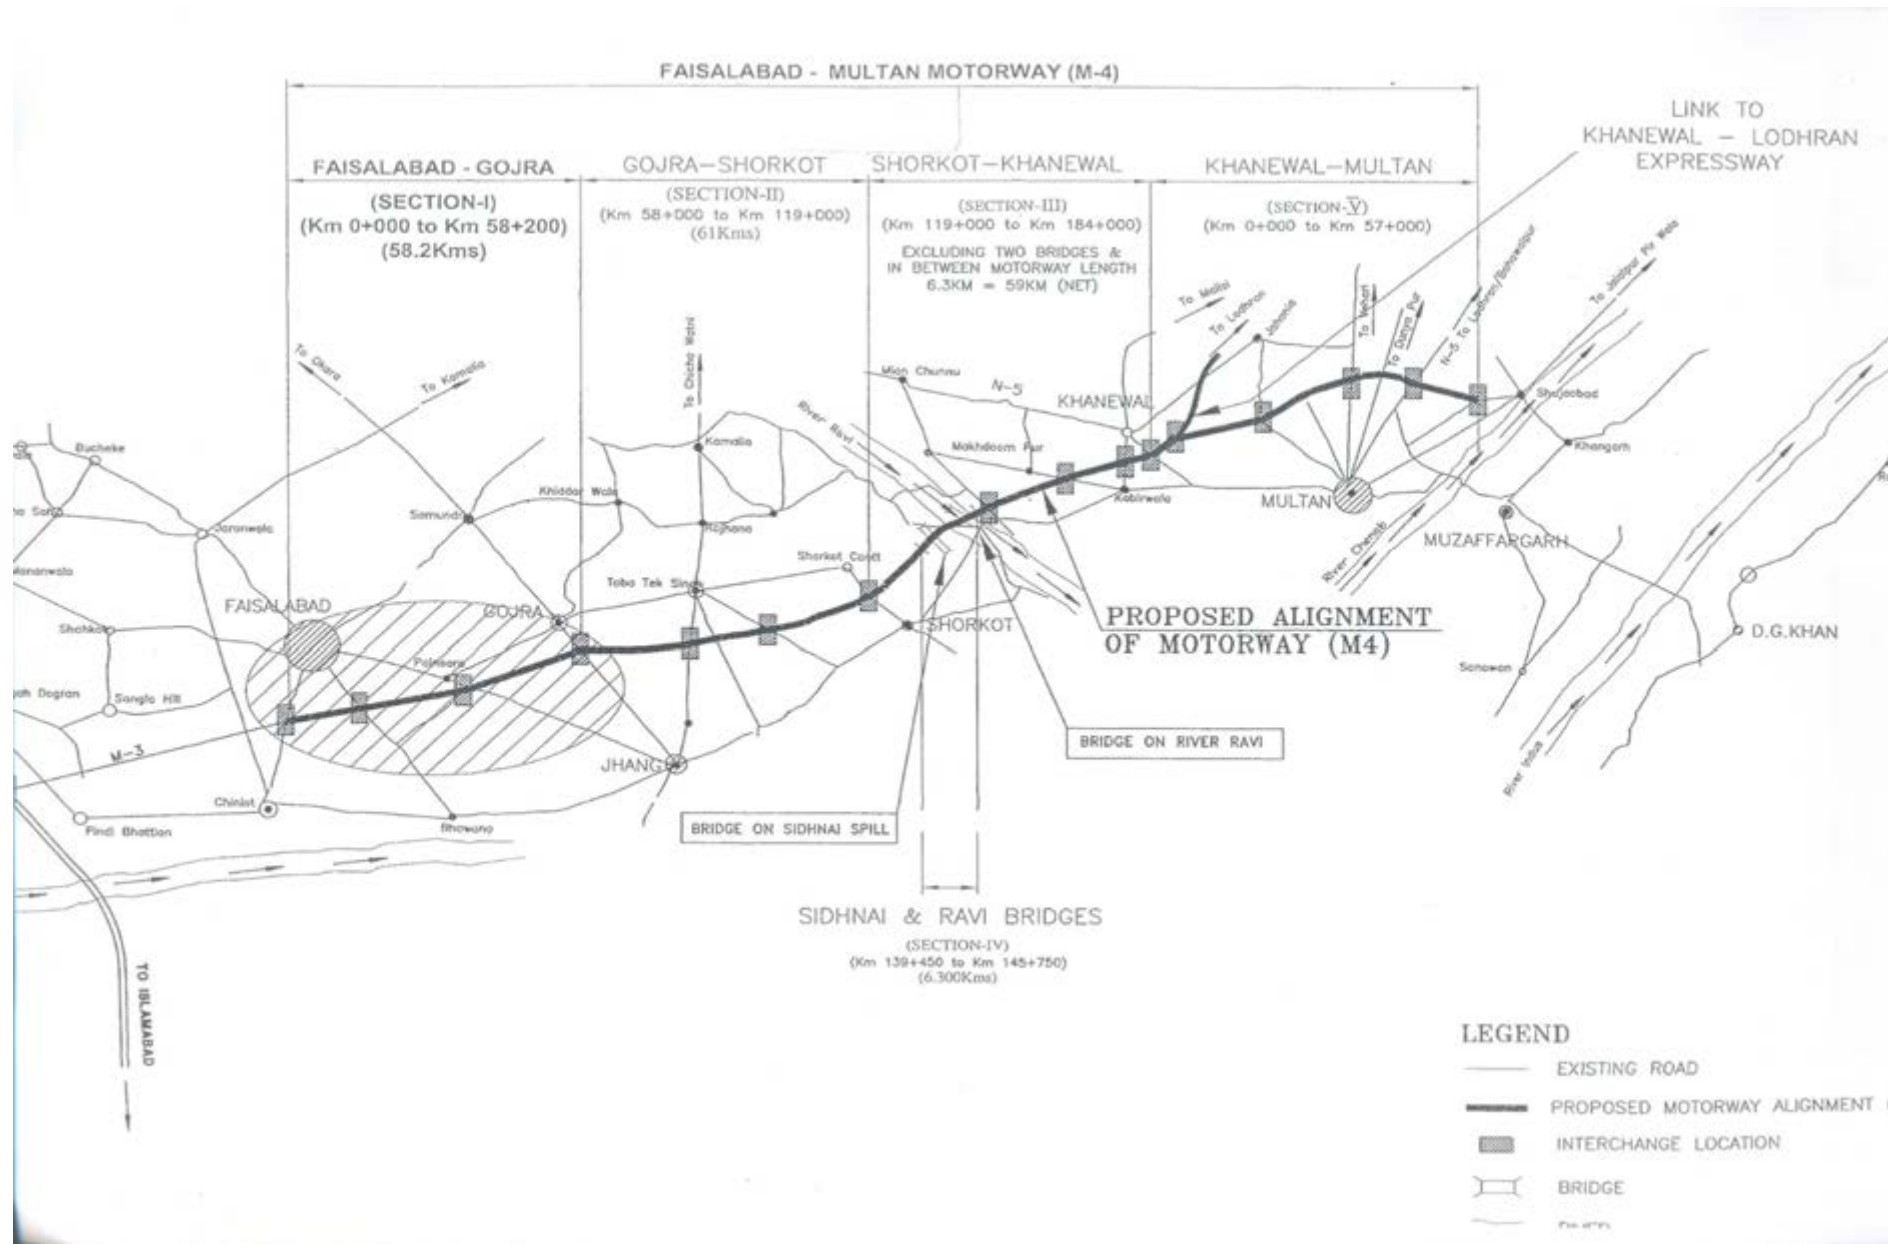 FAISALABAD - MULTAN MOTORWAY (M-4)
LINK TO
KHANEWAL – LODHRAN
EXPRESSWAY
FAISALABAD - GOJRA
(SECTION-I)
(Km 0+000 to Km 58+200)
(58.2Kms)
GOJRA–SHORKOT
(SECTION-II)
(Km 58+000 to Km 119+000)
(61Kms)
SHORKOT–KHANEWAL
(SECTION-III)
(Km 119+000 to Km 184+000)
EXCLUDING TWO BRIDGES &
IN BETWEEN MOTORWAY LENGTH
6.3KM = 59KM (NET)
KHANEWAL–MULTAN
(SECTION-V)
(Km 0+000 to Km 57+000)
To Okara
To Kamalia
To Chicha Watni
River Ravi
Mian Chunnu
N-5
To Mailsi
To Lodhran
Jahania
To Vehari
To Dunya Pur
N-5 To Lodhran/Bahawalpur
To Jalalpur Pir Wala
KHANEWAL
Shujaabad
Khangarh
Bucheke
Kamalia
Makhdoom Pur
Khiddar Wala
Samundri
Rajhana
Kabirwala
MULTAN
Jaranwala
MUZAFFARGARH
River Chenab
Mananwala
Shorkot Cantt
Toba Tek Singh
FAISALABAD
GOJRA
Shahkot
SHORKOT
PROPOSED ALIGNMENT
OF MOTORWAY (M4)
D.G.KHAN
Painsara
Sanawan
Sangla Hill
M-3
JHANG
BRIDGE ON RIVER RAVI
River Indus
Chiniot
Pindi Bhattian
Bhawana
BRIDGE ON SIDHNAI SPILL
SIDHNAI & RAVI BRIDGES
(SECTION-IV)
(Km 139+450 to Km 145+750)
(6.300Kms)
TO ISLAMABAD
LEGEND
EXISTING ROAD
PROPOSED MOTORWAY ALIGNMENT
INTERCHANGE LOCATION
BRIDGE